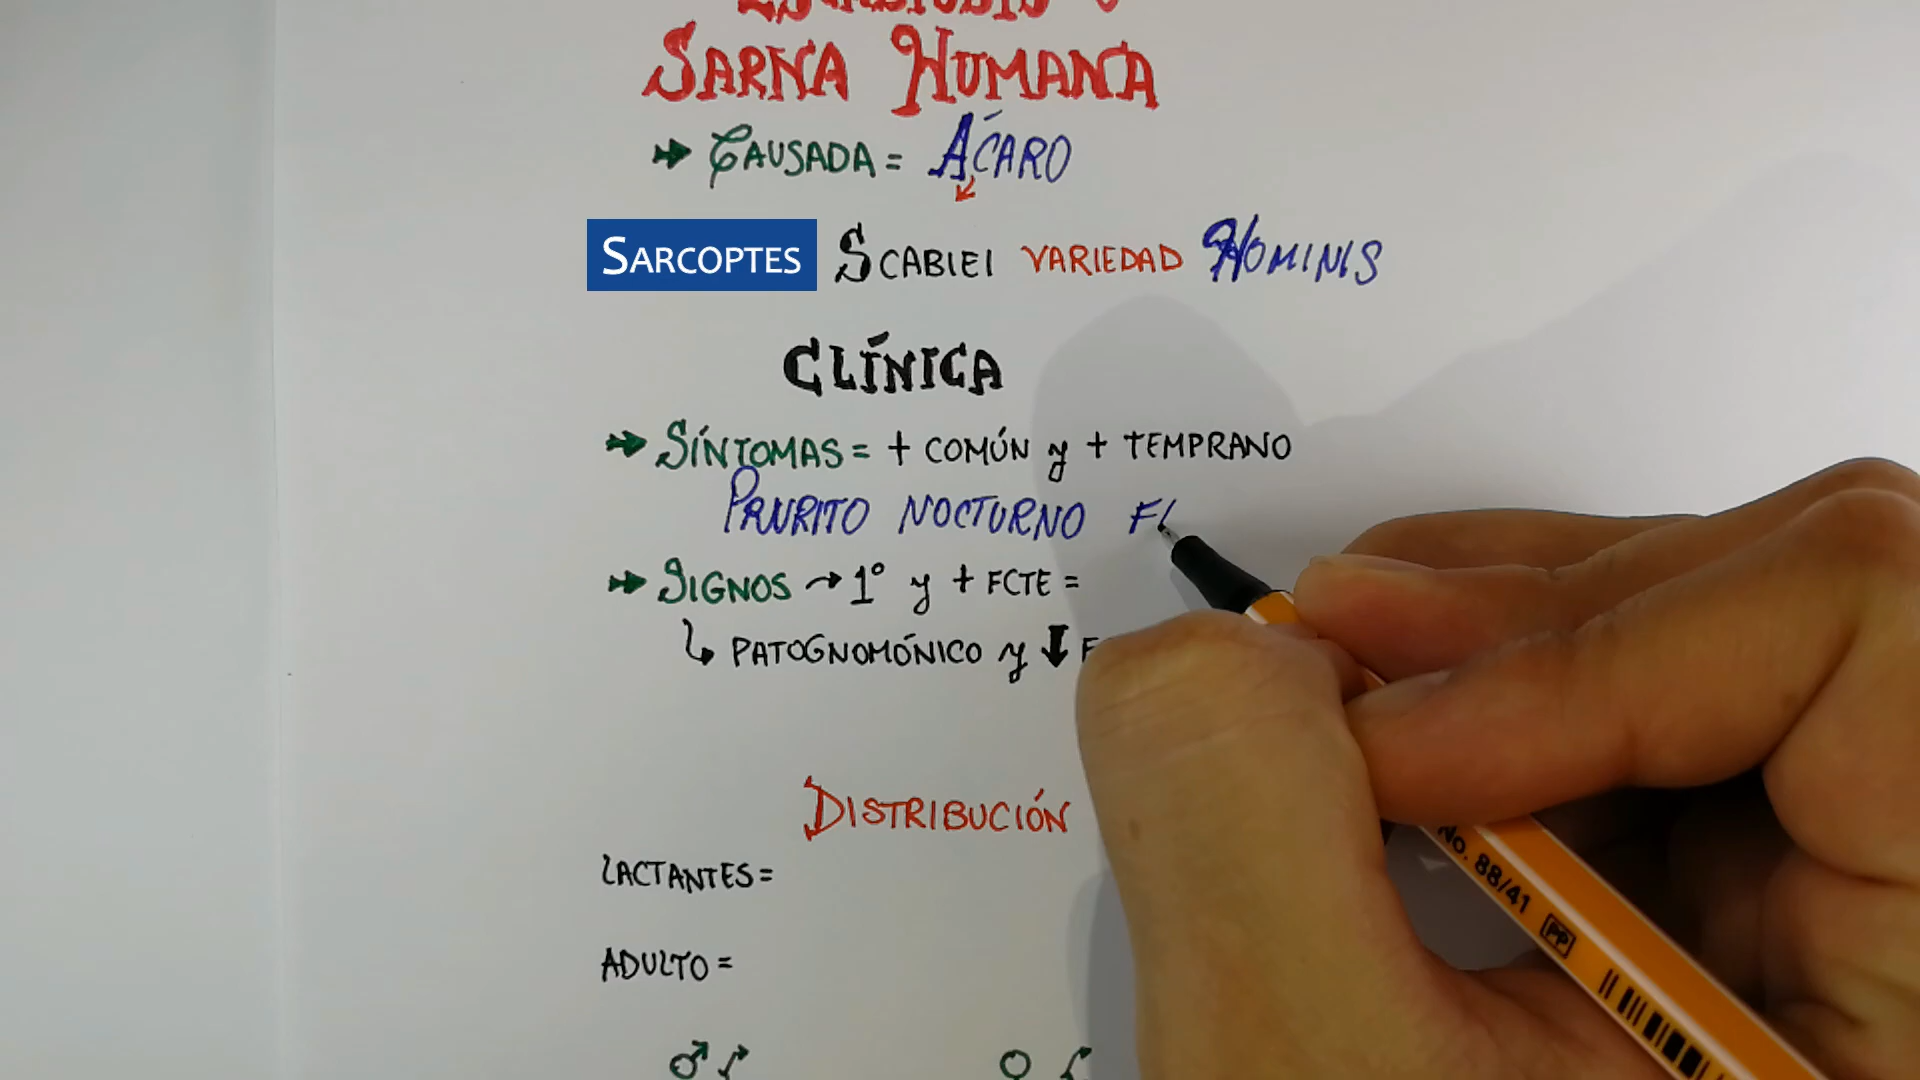 SARNA HUMANA
CAUSADA = ÁCARO
SARCOPTES SCABIEI VARIEDAD HOMINIS
CLÍNICA
SÍNTOMAS = + COMÚN y + TEMPRANO
PRURITO NOCTURNO
SIGNOS → 1° y + FCTE =
PATOGNOMÓNICO y ⬇
DISTRIBUCIÓN
LACTANTES =
ADULTO =
♂ ♀
No. 88/41 PP